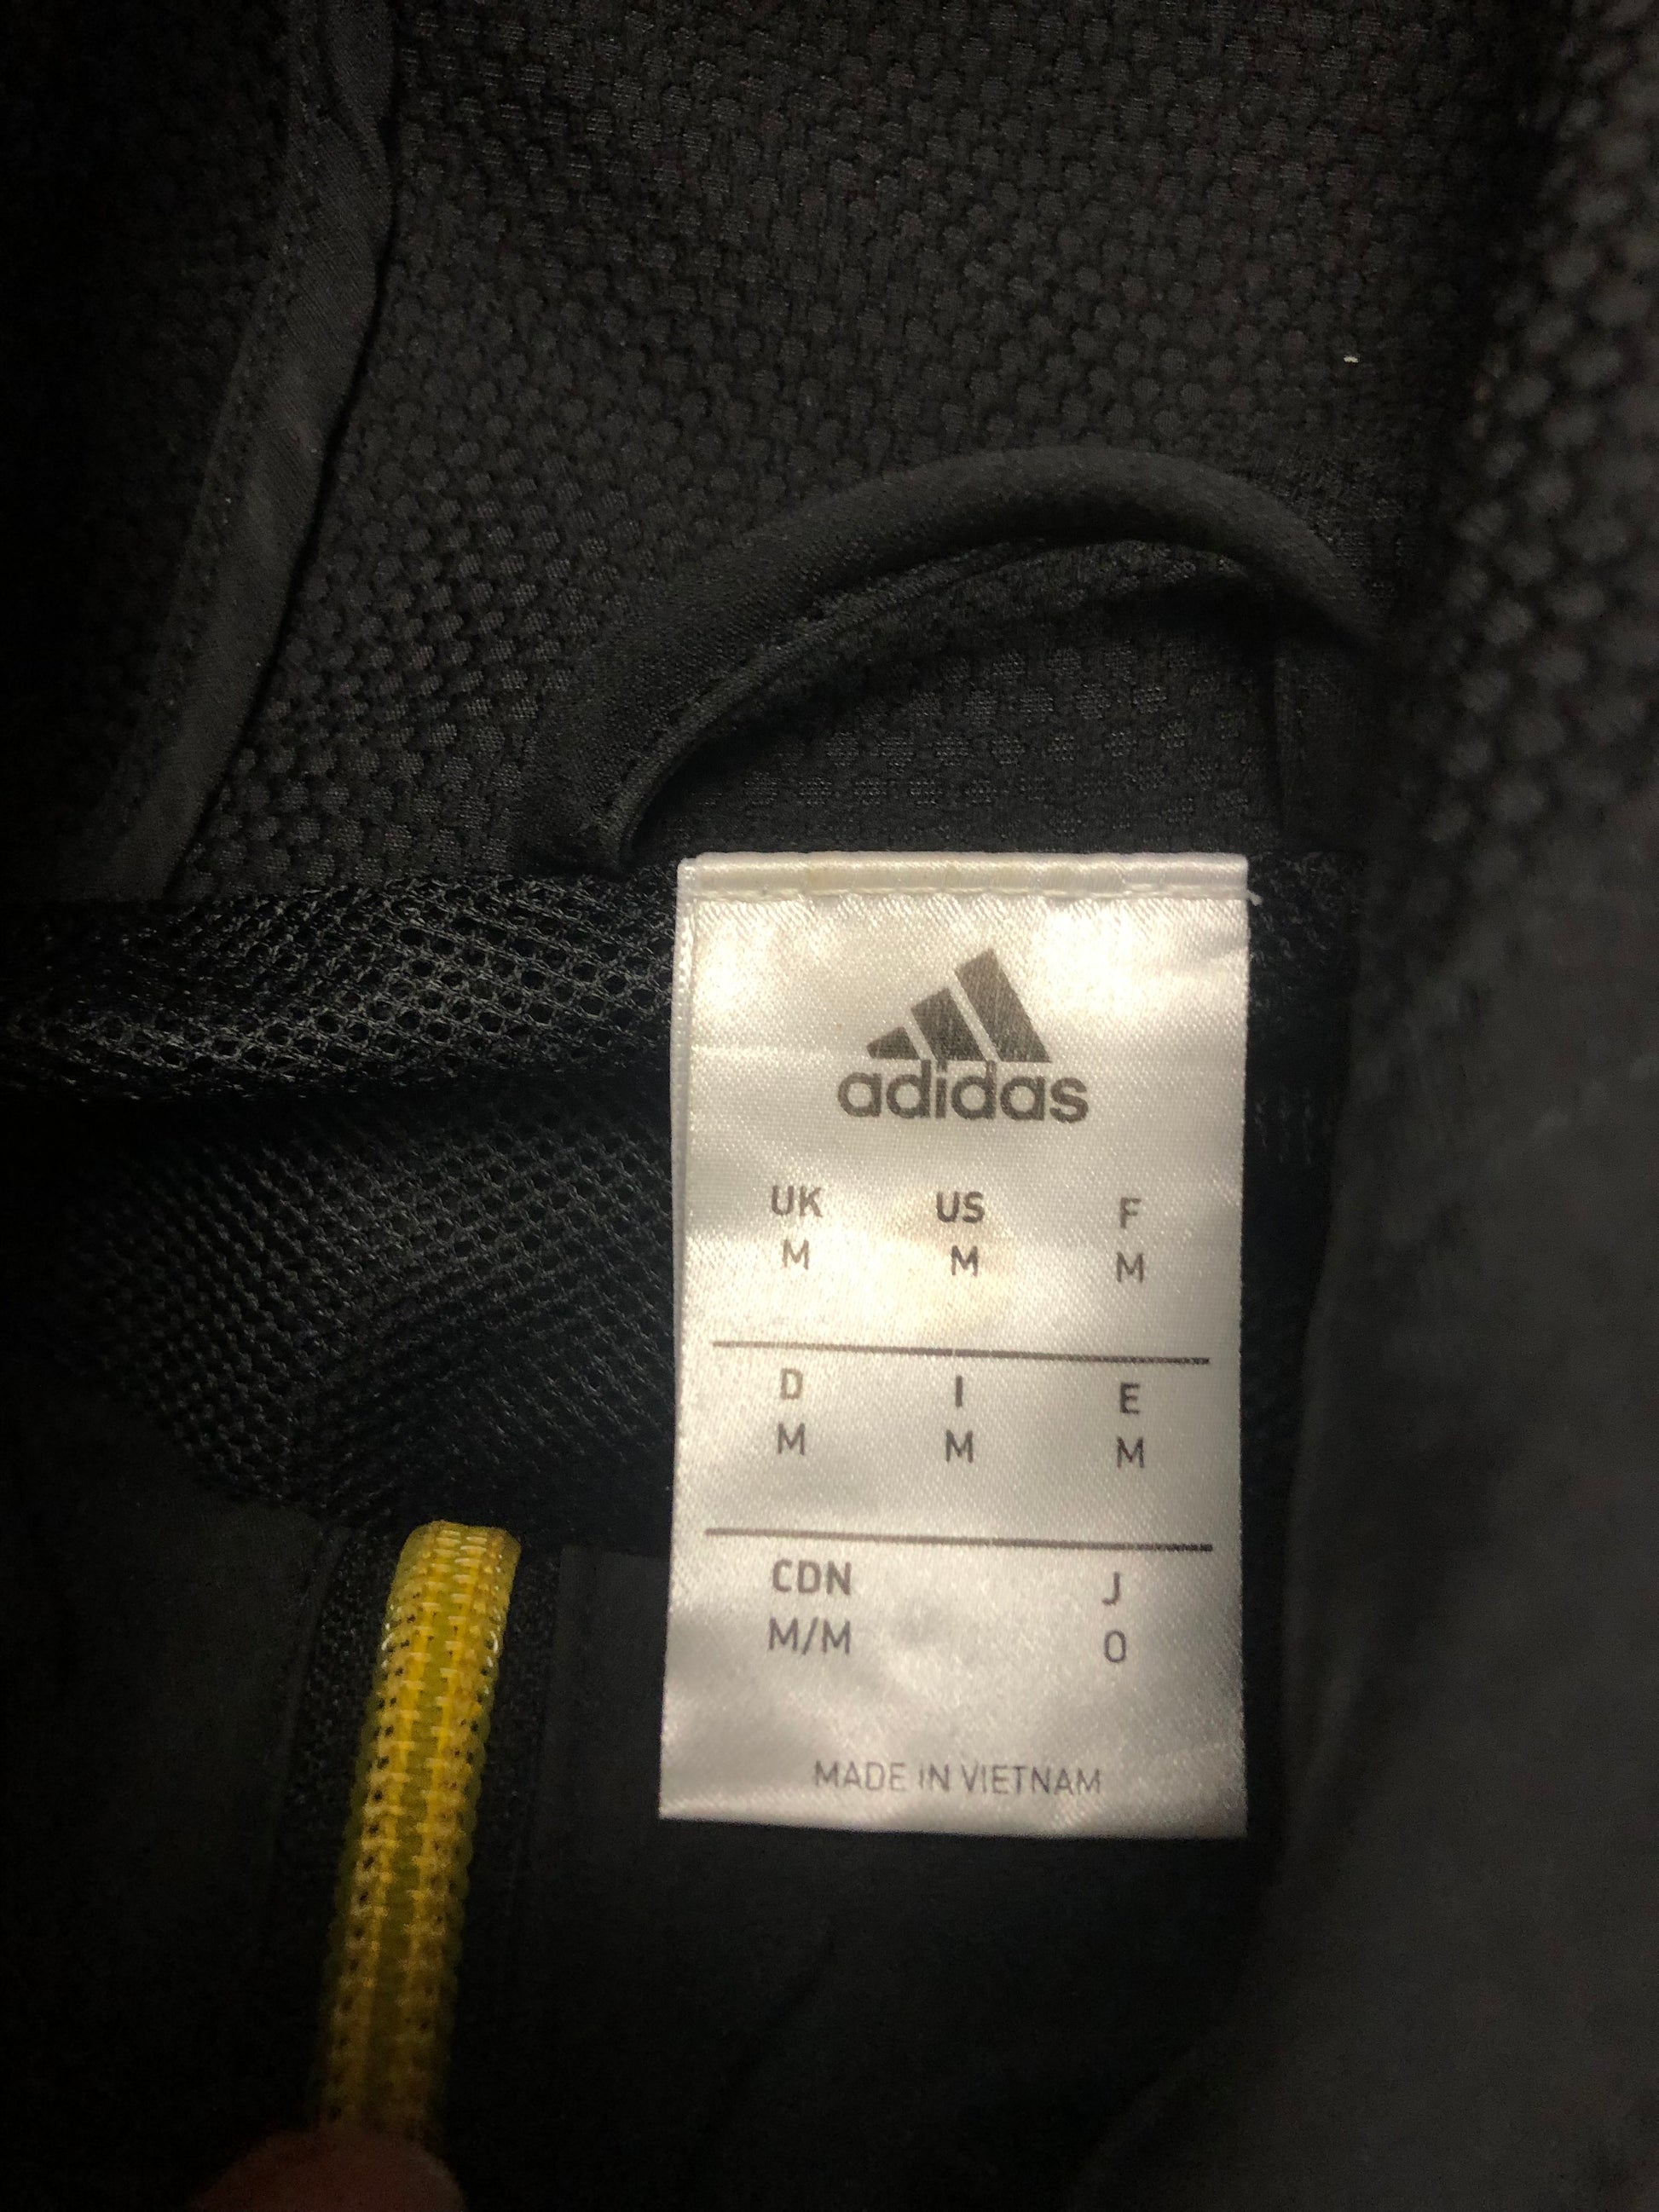 adidas
UK US F
M M M
D I E
M M M
CDN J
M/M O
MADE IN VIETNAM